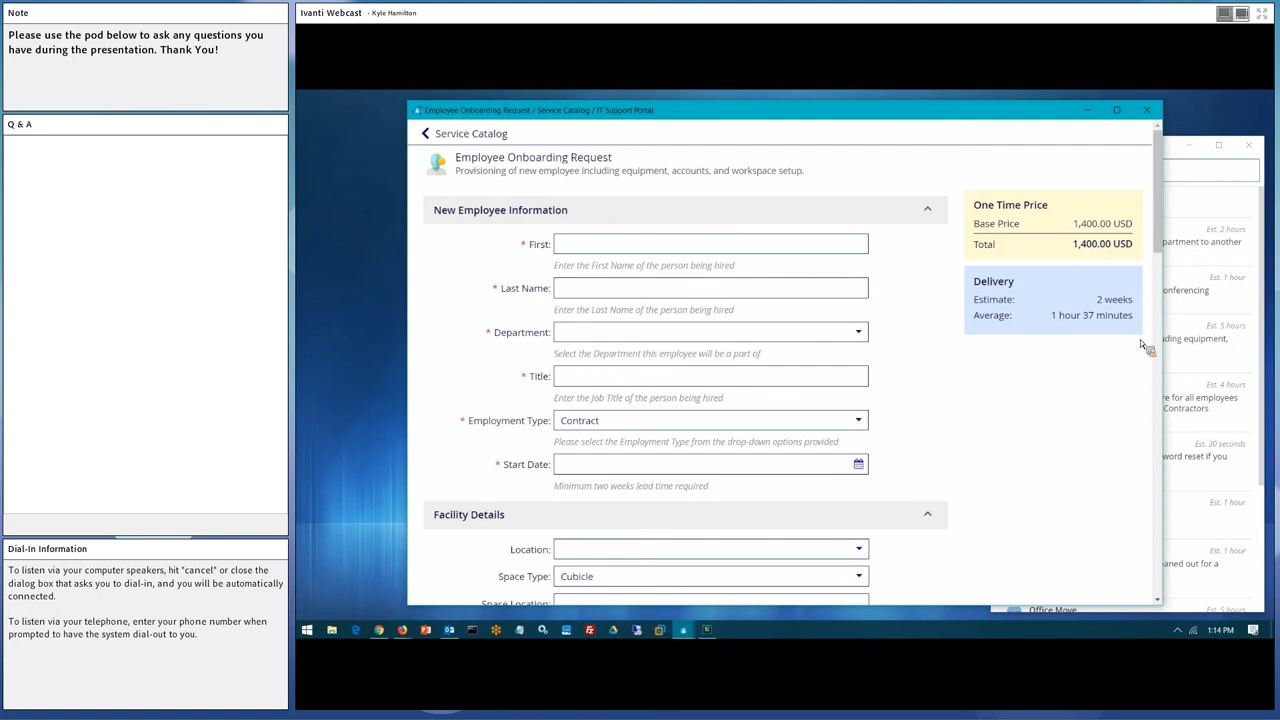 Note
Please use the pod below to ask any questions you
have during the presentation. Thank You!
Q & A
Dial-In Information
To listen via your computer speakers, hit "cancel" or close the
dialog box that asks you to dial-in, and you will be automatically
connected.
To listen via your telephone, enter your phone number when
prompted to have the system dial-out to you.
Ivanti Webcast - Kyle Hamilton
Employee Onboarding Request / Service Catalog / IT Support Portal
Service Catalog
Employee Onboarding Request
Provisioning of new employee including equipment, accounts, and workspace setup.
New Employee Information
* First:
Enter the First Name of the person being hired
* Last Name:
Enter the Last Name of the person being hired
* Department:
Select the Department this employee will be a part of
* Title:
Enter the Job Title of the person being hired
* Employment Type: Contract
Please select the Employment Type from the drop-down options provided
* Start Date:
Minimum two weeks lead time required
Facility Details
Location:
Space Type: Cubicle
Space Location:
One Time Price
Base Price 1,400.00 USD
Total 1,400.00 USD
Delivery
Estimate: 2 weeks
Average: 1 hour 37 minutes
Est. 2 hours
to another
Est. 1 hour
Est. 5 hours
equipment,
Est. 4 hours
for all employees
Contractors
Est. 30 seconds
reset if you
Est. 1 hour
Est. 1 hour
out for a
Office Move
Est. 5 hours
1:14 PM